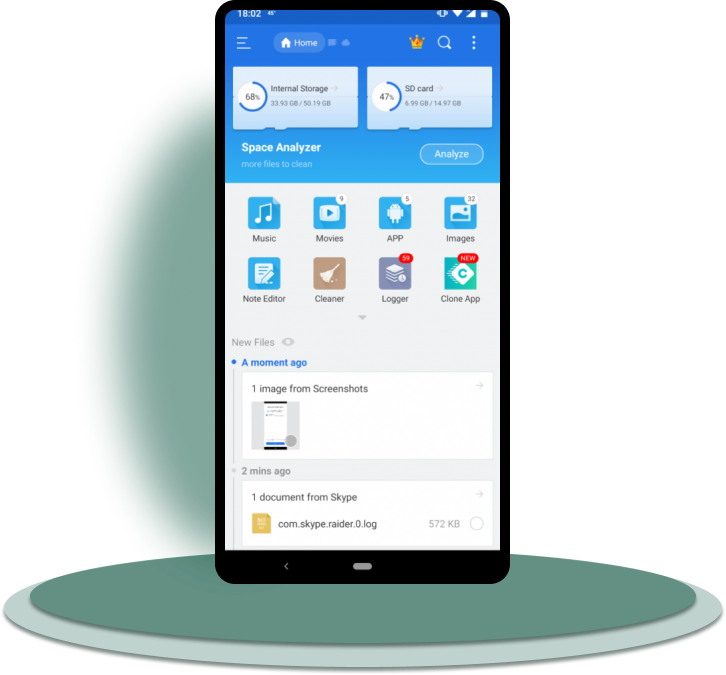 18:02 45°
Home
68%
Internal Storage
33.93 GB / 50.19 GB
47%
SD card
6.99 GB / 14.97 GB
Space Analyzer
more files to clean
Analyze
9
5
32
Music
Movies
APP
Images
59
NEW
Note Editor
Cleaner
Logger
Clone App
New Files
A moment ago
1 image from Screenshots
2 mins ago
1 document from Skype
com.skype.raider.0.log
572 KB